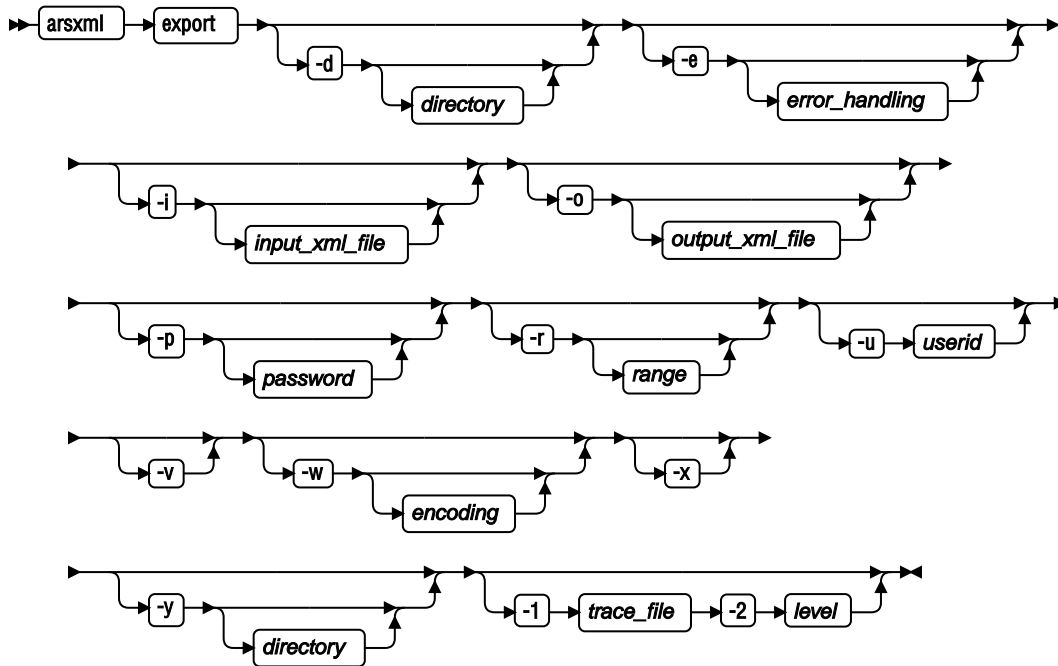 arsxml export
-d directory -e error_handling
-i input_xml_file -o output_xml_file
-p password -r range -u userid
-v -w encoding -x
-y directory -1 trace_file -2 level